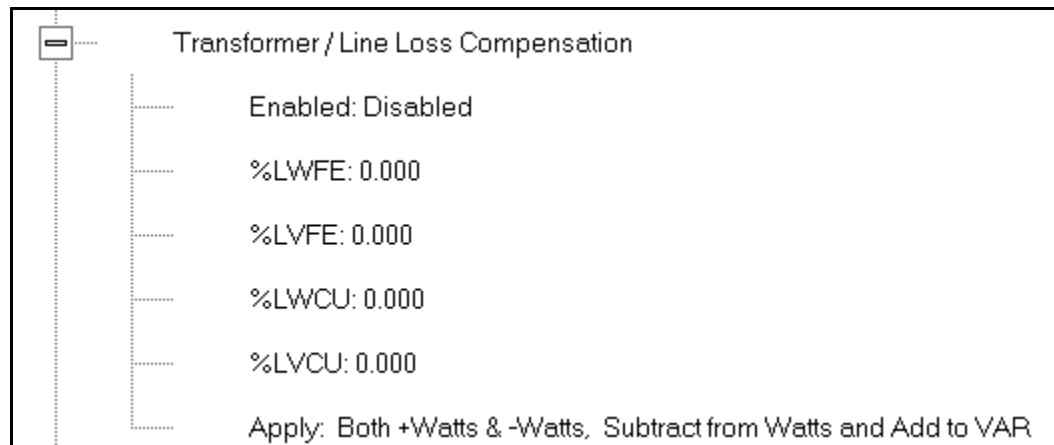 Transformer / Line Loss Compensation
Enabled: Disabled
%LWFE: 0.000
%LVFE: 0.000
%LWCU: 0.000
%LVCU: 0.000
Apply: Both +Watts & -Watts, Subtract from Watts and Add to VAR